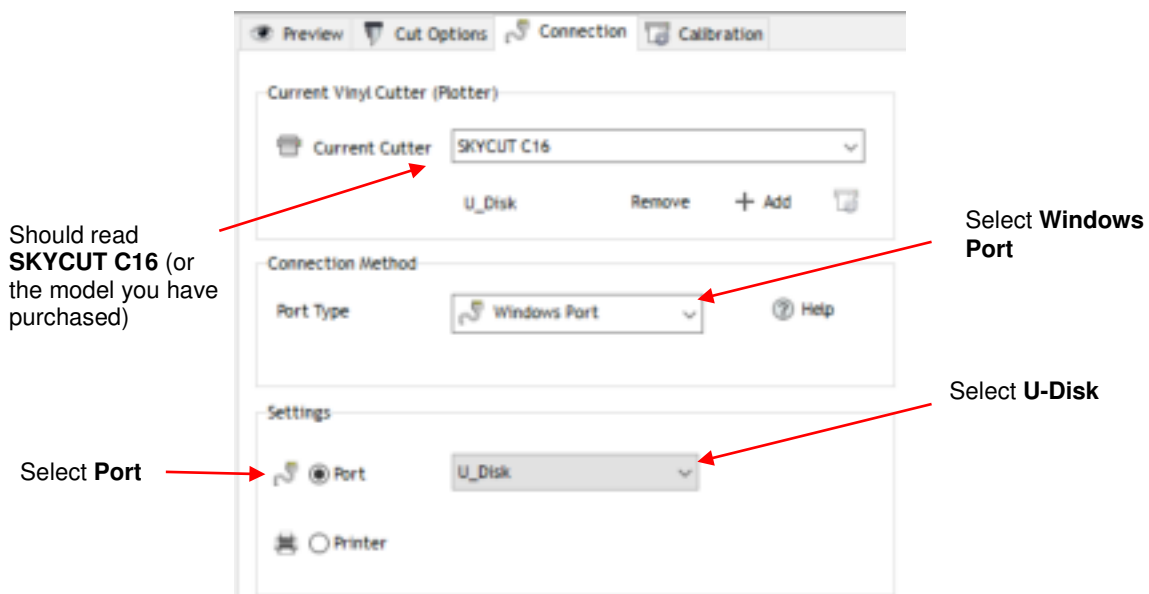 Preview Cut Options Connection Calibration
Current Vinyl Cutter (Plotter)
Current Cutter SKYCUT C16
U_Disk Remove + Add
Should read
SKYCUT C16 (or
the model you have
purchased)
Select Windows
Port
Connection Method
Port Type Windows Port Help
Select U-Disk
Settings
Select Port
Port U_Disk
Printer